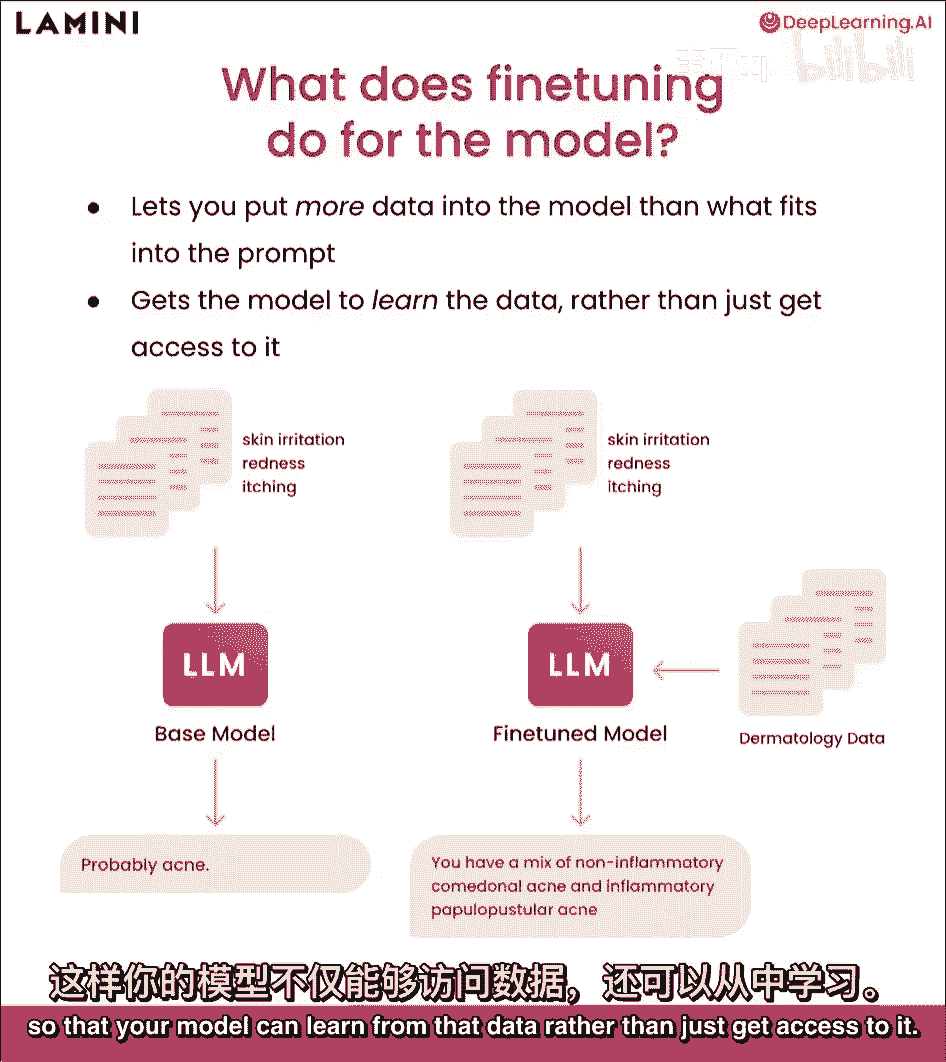 LAMINI
DeepLearning.AI
bilibili
What does finetuning
do for the model?
● Lets you put more data into the model than what fits
into the prompt
● Gets the model to learn the data, rather than just get
access to it
skin irritation
redness
itching
skin irritation
redness
itching
LLM
LLM
Base Model
Finetuned Model
Dermatology Data
Probably acne.
You have a mix of non-inflammatory
comedonal acne and inflammatory
papulopustular acne
这样你的模型不仅能够访问数据，还可以从中学习。
so that your model can learn from that data rather than just get access to it.